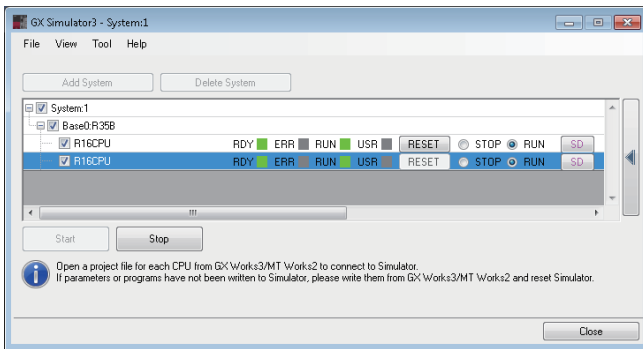 GX Simulator3 - System:1
File View Tool Help
Add System Delete System
System:1
Base0:R35B
R16CPU RDY ERR RUN USR RESET STOP RUN SD
R16CPU RDY ERR RUN USR RESET STOP RUN SD
Start Stop
Open a project file for each CPU from GX Works3/MT Works2 to connect to Simulator.
If parameters or programs have not been written to Simulator, please write them from GX Works3/MT Works2 and reset Simulator.
Close